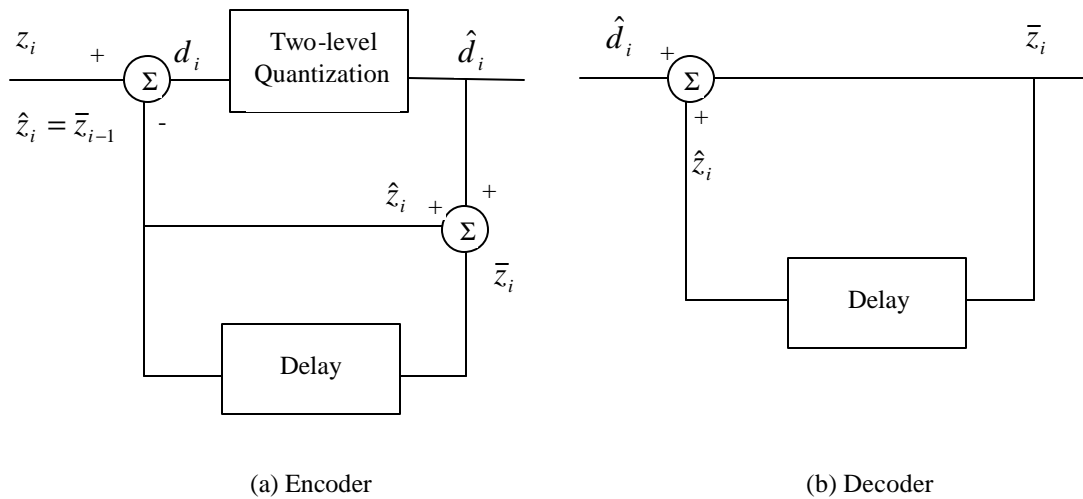 z_i
+
Σ
d_i
Two-level
Quantization
d̂_i
ẑ_i = z̄_{i−1}
-
ẑ_i
+
+
Σ
z̄_i
Delay
(a) Encoder
d̂_i
+
Σ
z̄_i
+
ẑ_i
Delay
(b) Decoder